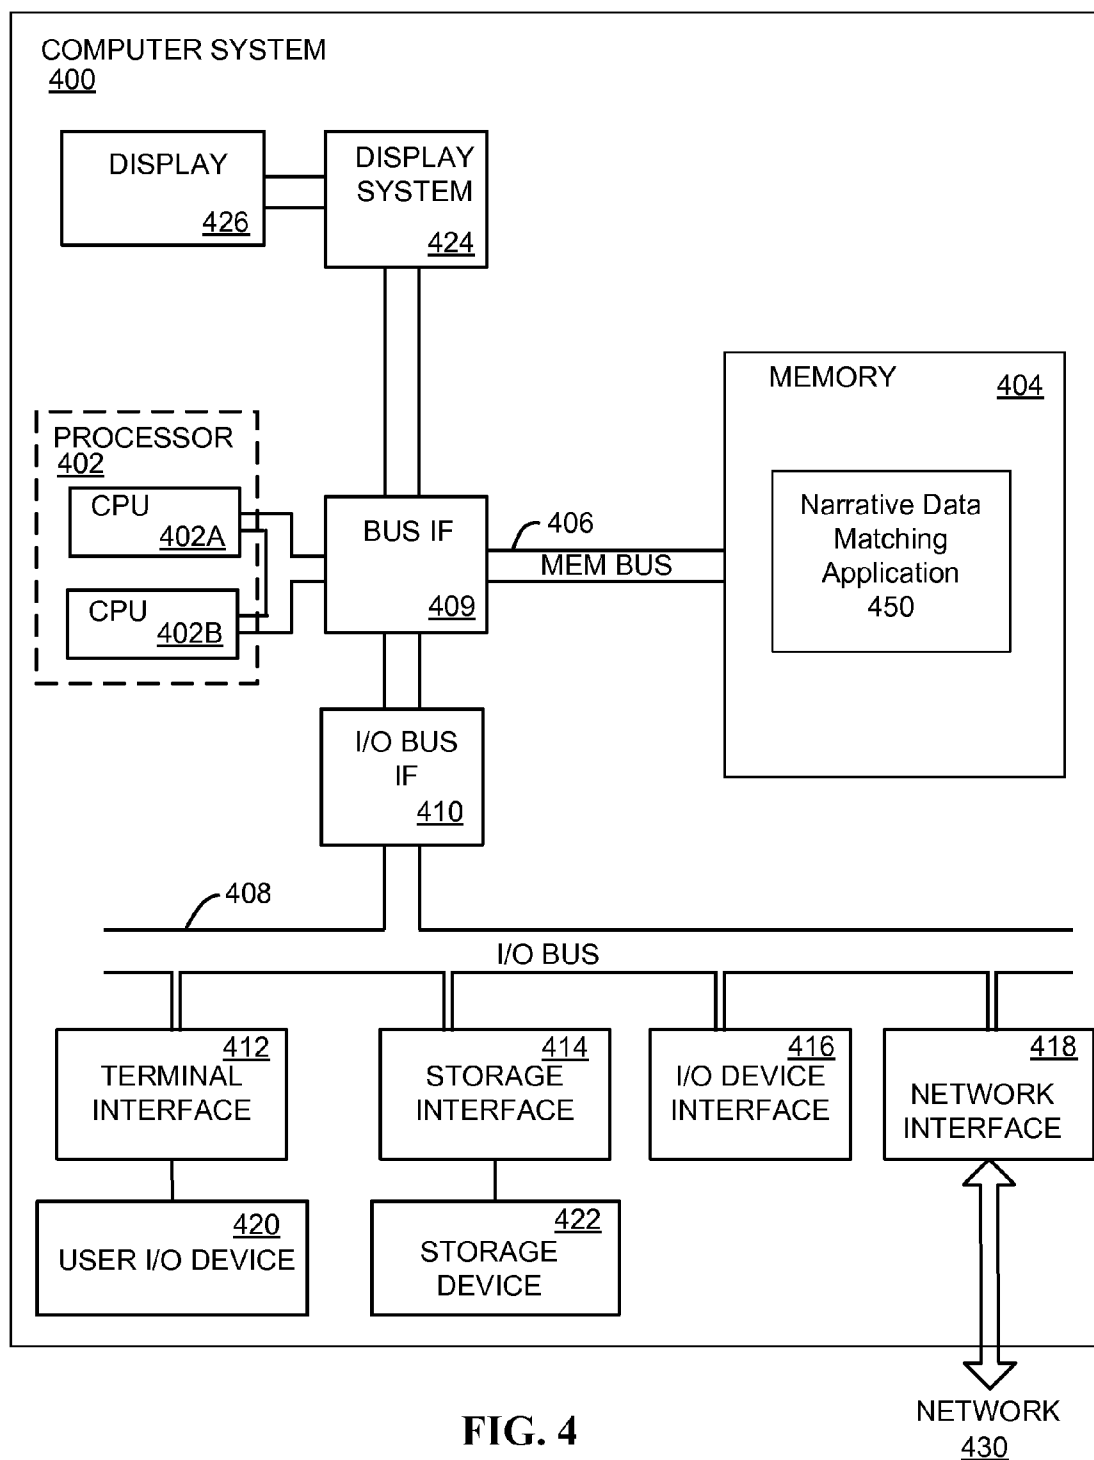 COMPUTER SYSTEM
400
DISPLAY
426
DISPLAY
SYSTEM
424
MEMORY
404
Narrative Data
Matching
Application
450
PROCESSOR
402
CPU
402A
CPU
402B
BUS IF
409
406
MEM BUS
I/O BUS
IF
410
408
I/O BUS
412
TERMINAL
INTERFACE
414
STORAGE
INTERFACE
416
I/O DEVICE
INTERFACE
418
NETWORK
INTERFACE
420
USER I/O DEVICE
422
STORAGE
DEVICE
NETWORK
430
FIG. 4